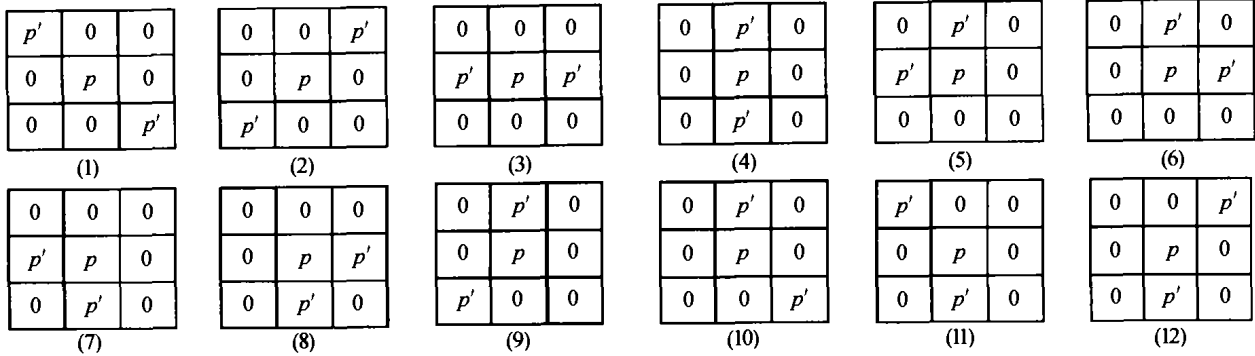 p' 0 0 0 0 p' 0 0 0 0 p' 0 0 p' 0 0 p' 0
0 p 0 0 p 0 p' p p' 0 p 0 p' p 0 0 p p'
0 0 p' p' 0 0 0 0 0 0 p' 0 0 0 0 0 0 0
(1) (2) (3) (4) (5) (6)
0 0 0 0 0 0 0 p' 0 0 p' 0 p' 0 0 0 0 p'
p' p 0 0 p p' 0 p 0 0 p 0 0 p 0 0 p 0
0 p' 0 0 p' 0 p' 0 0 0 0 p' 0 p' 0 0 p' 0
(7) (8) (9) (10) (11) (12)